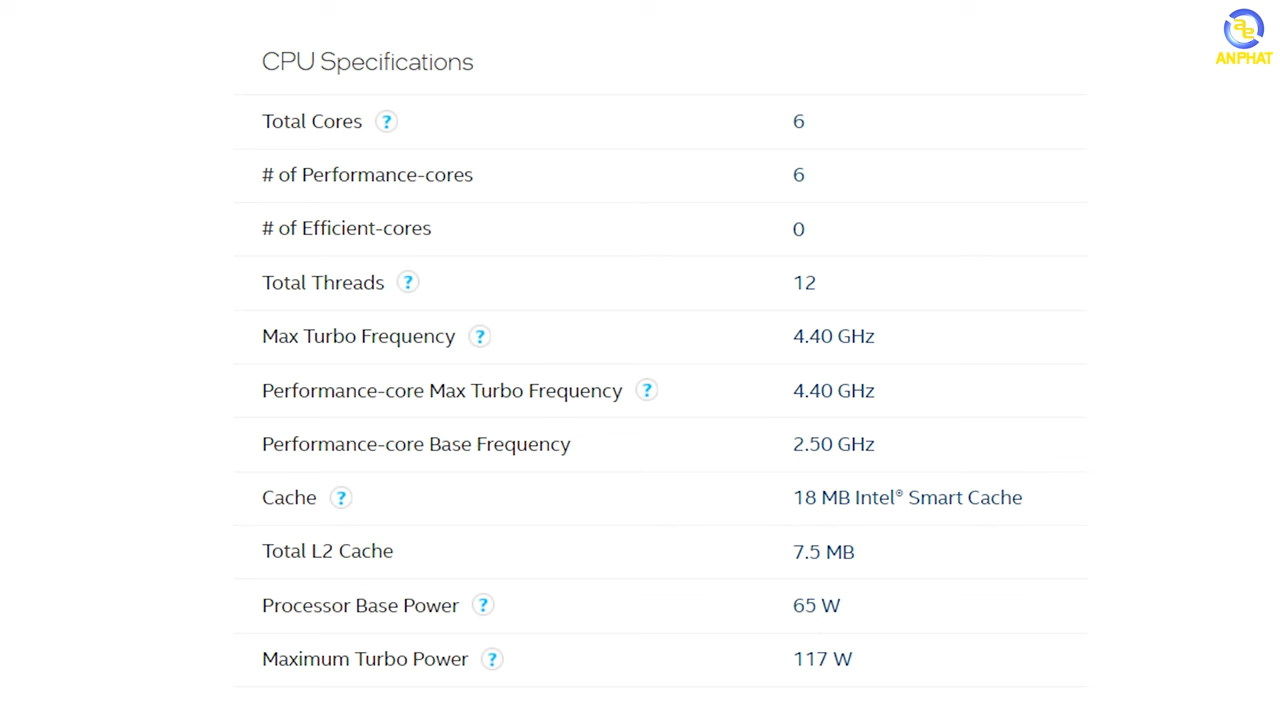 ae
ANPHAT
CPU Specifications
Total Cores ? 6
# of Performance-cores 6
# of Efficient-cores 0
Total Threads ? 12
Max Turbo Frequency ? 4.40 GHz
Performance-core Max Turbo Frequency ? 4.40 GHz
Performance-core Base Frequency 2.50 GHz
Cache ? 18 MB Intel® Smart Cache
Total L2 Cache 7.5 MB
Processor Base Power ? 65 W
Maximum Turbo Power ? 117 W